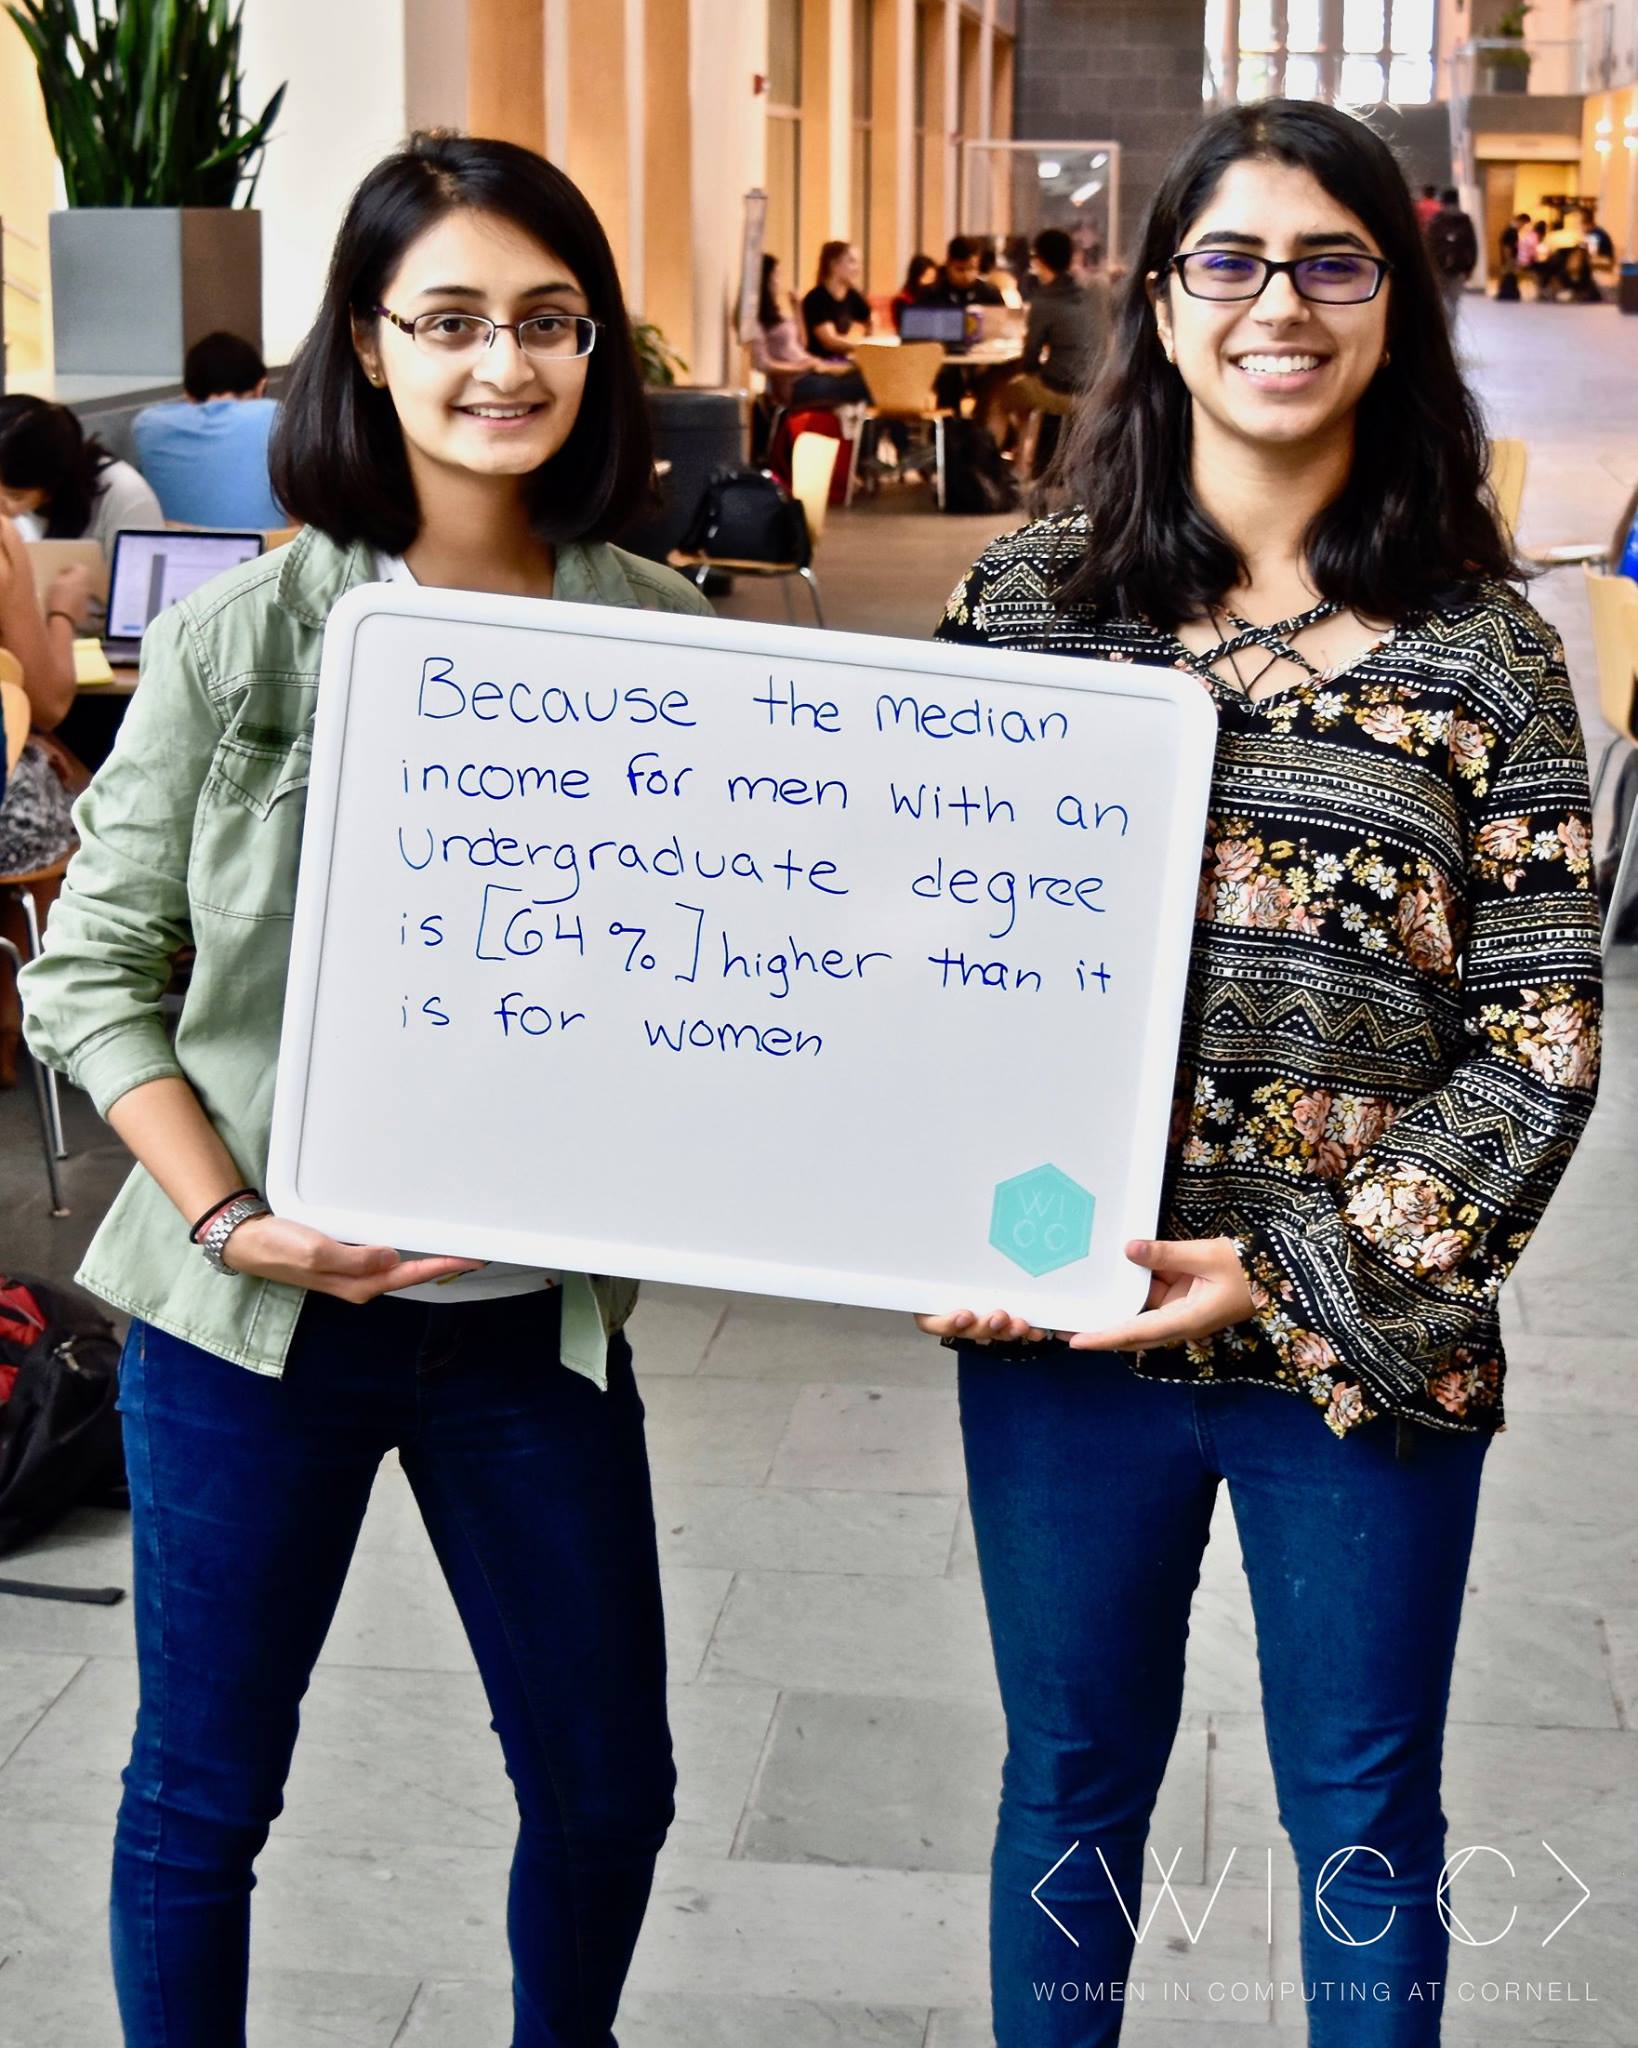 Because the median
income for men with an
Undergraduate degree
is [64%] higher than it
is for women
WI
CC
<WICC>
WOMEN IN COMPUTING AT CORNELL